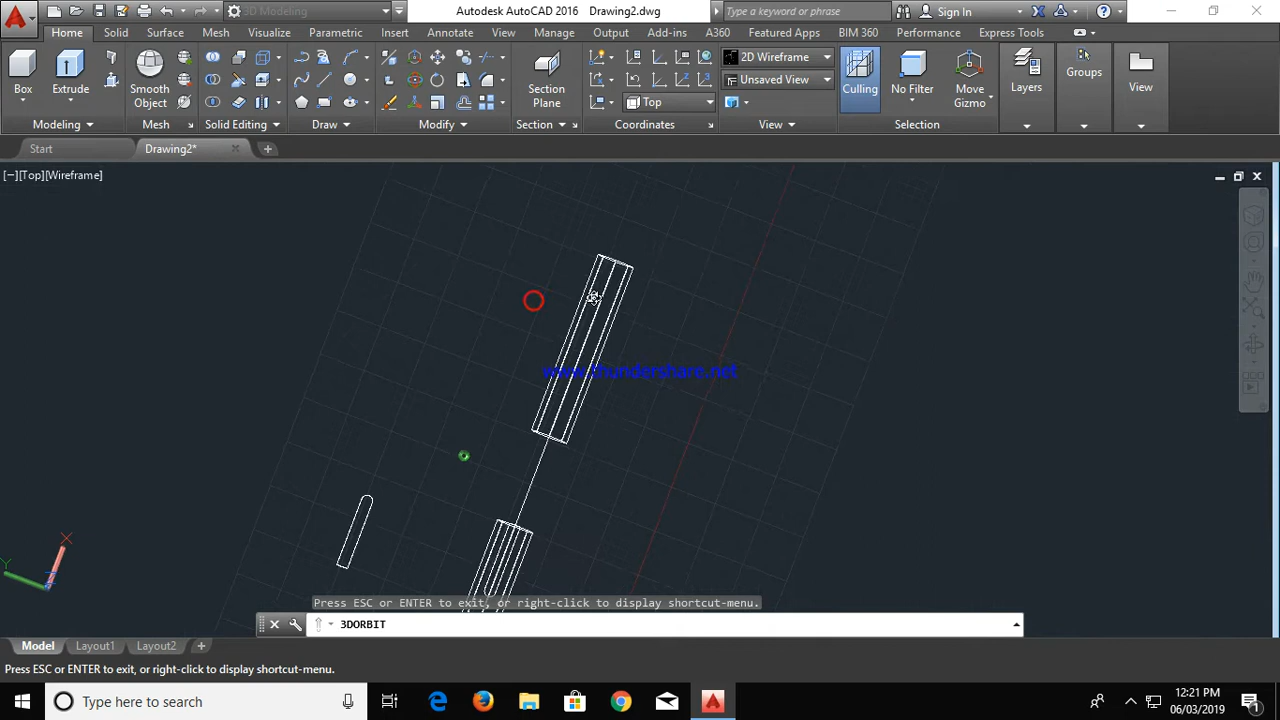 3D Modeling
Autodesk AutoCAD 2016 Drawing2.dwg
Type a keyword or phrase
Sign In
Home Solid Surface Mesh Visualize Parametric Insert Annotate View Manage Output Add-ins A360 Featured Apps BIM 360 Performance Express Tools
Box
Extrude
Smooth
Object
Section
Plane
2D Wireframe
Unsaved View
Top
Culling
No Filter
Move
Gizmo
Layers
Groups
View
Modeling Mesh Solid Editing Draw Modify Section Coordinates View Selection
Start Drawing2*
[−][Top][Wireframe]
www.thundershare.net
X
Y
Press ESC or ENTER to exit, or right-click to display shortcut-menu.
3DORBIT
Model Layout1 Layout2
Press ESC or ENTER to exit, or right-click to display shortcut-menu.
Type here to search
12:21 PM
06/03/2019
1